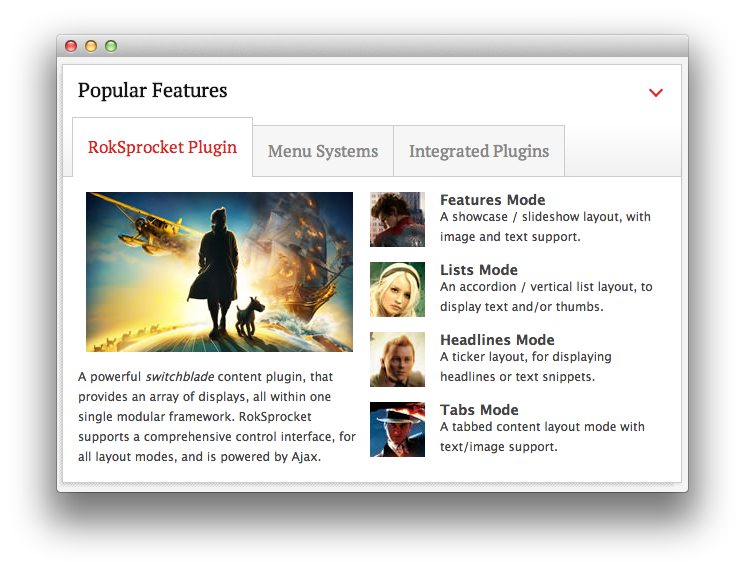 Popular Features
RokSprocket Plugin
Menu Systems
Integrated Plugins
A powerful switchblade content plugin, that
provides an array of displays, all within one
single modular framework. RokSprocket
supports a comprehensive control interface, for
all layout modes, and is powered by Ajax.
Features Mode
A showcase / slideshow layout, with
image and text support.
Lists Mode
An accordion / vertical list layout, to
display text and/or thumbs.
Headlines Mode
A ticker layout, for displaying
headlines or text snippets.
Tabs Mode
A tabbed content layout mode with
text/image support.